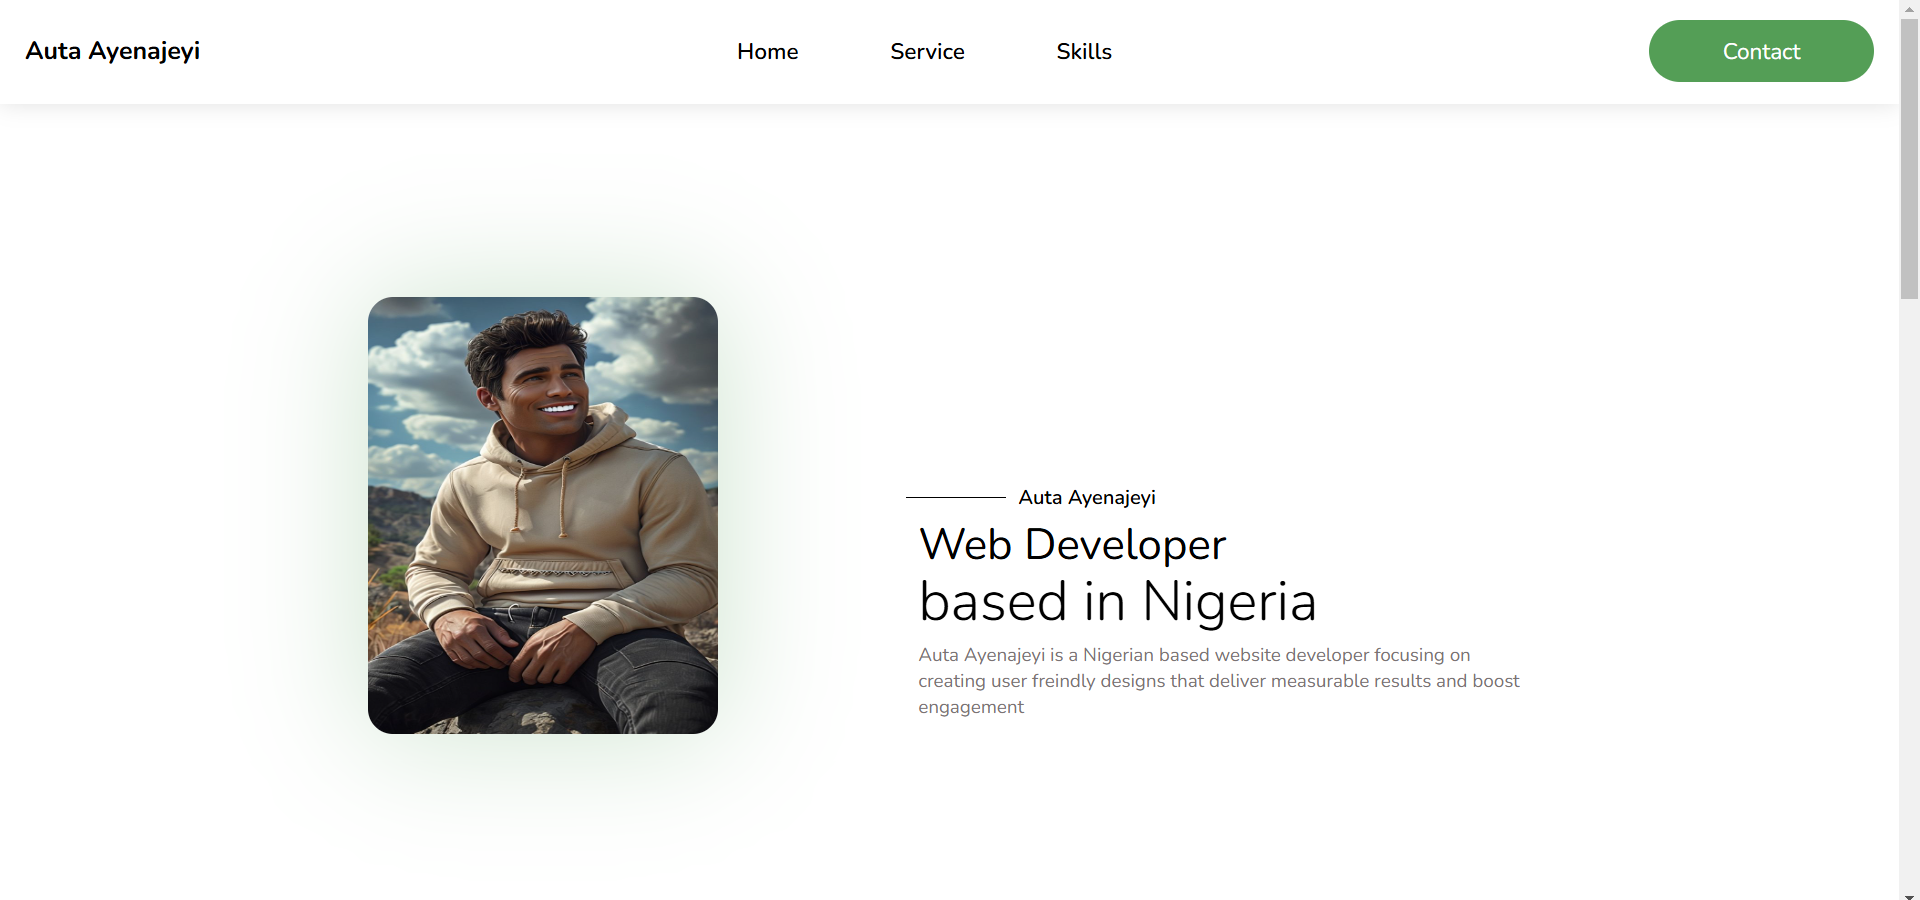 Auta Ayenajeyi
Home
Service
Skills
Contact
Auta Ayenajeyi
Web Developer
based in Nigeria
Auta Ayenajeyi is a Nigerian based website developer focusing on
creating user freindly designs that deliver measurable results and boost
engagement